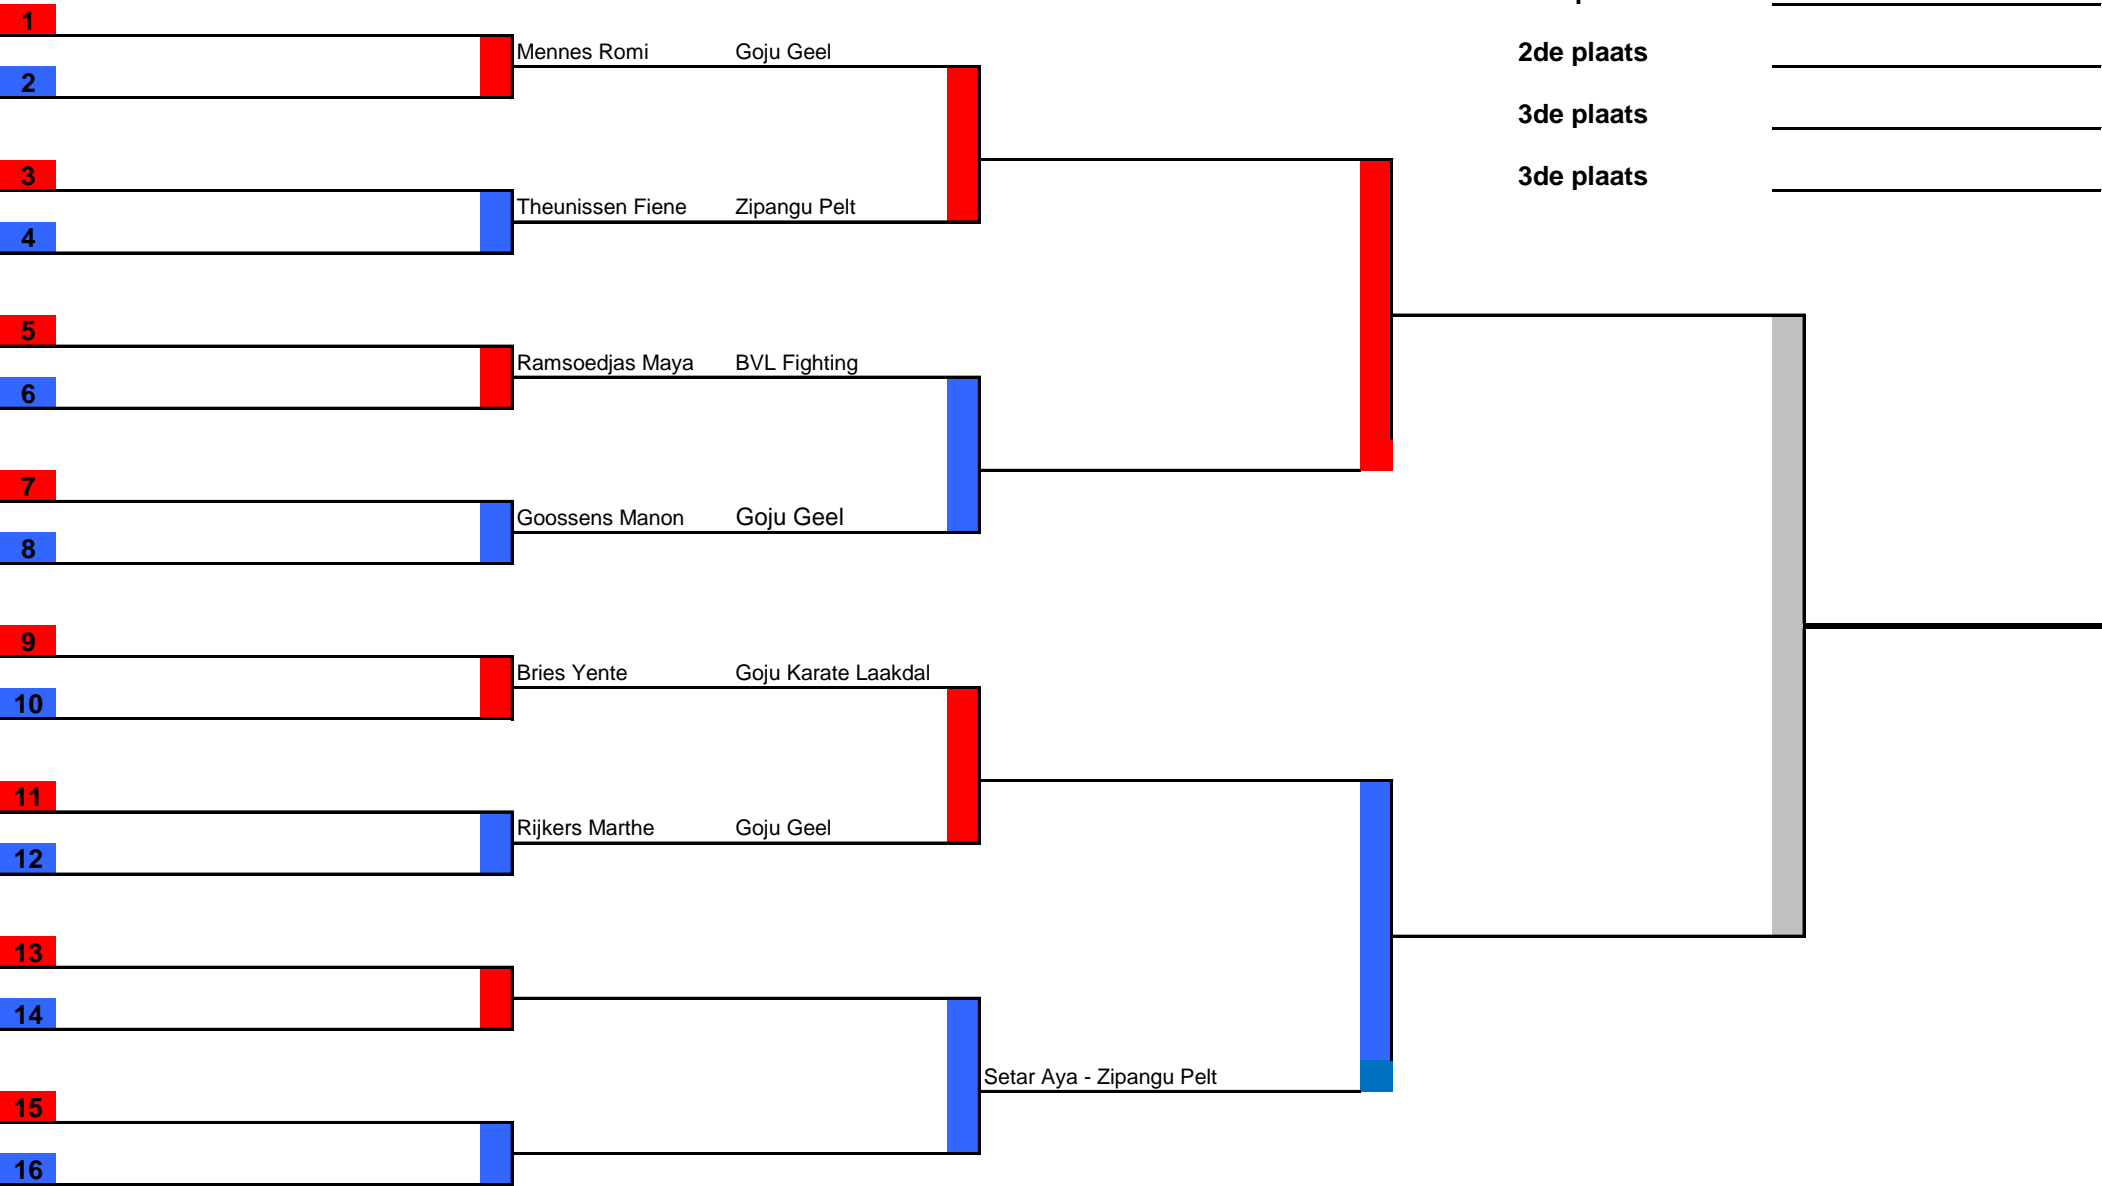 1
Mennes Romi Goju Geel
2de plaats
2
3de plaats
3
3de plaats
Theunissen Fiene Zipangu Pelt
4
5
Ramsoedjas Maya BVL Fighting
6
7
Goossens Manon Goju Geel
8
9
Bries Yente Goju Karate Laakdal
10
11
Rijkers Marthe Goju Geel
12
13
14
Setar Aya - Zipangu Pelt
15
16